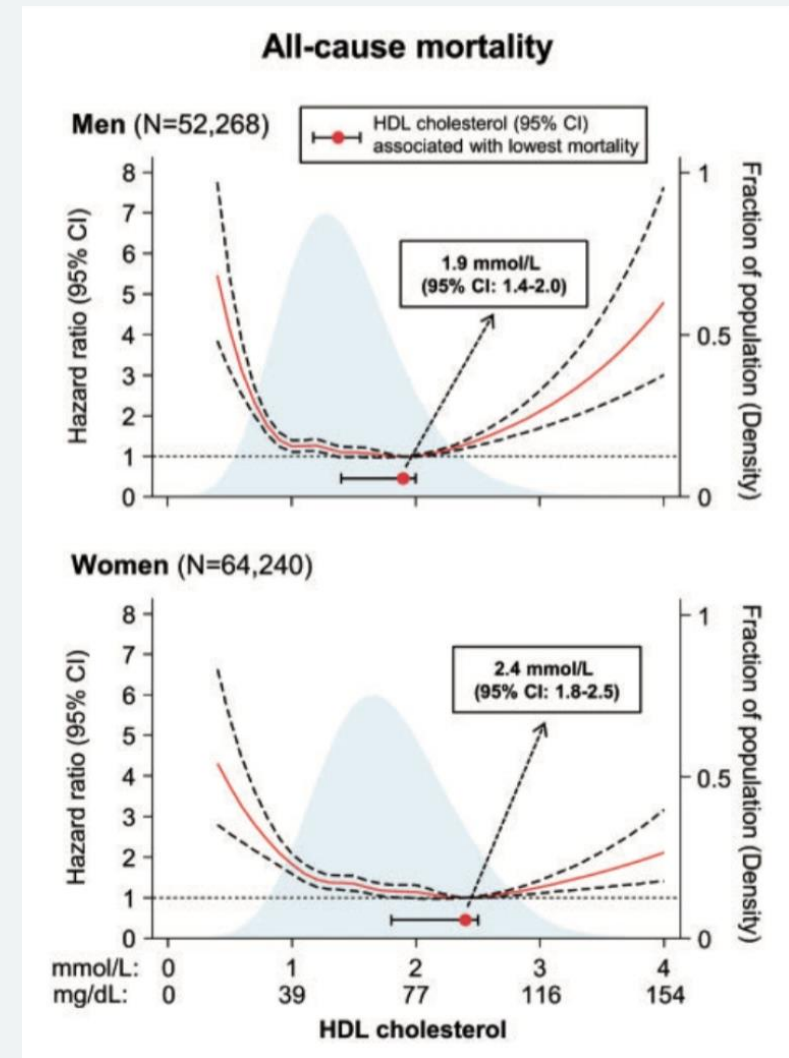 All-cause mortality
Men (N=52,268)
HDL cholesterol (95% CI)
associated with lowest mortality
Hazard ratio (95% CI)
8
7
6
5
4
3
2
1
0
1.9 mmol/L
(95% CI: 1.4-2.0)
1
0.5
0
Fraction of population (Density)
Women (N=64,240)
Hazard ratio (95% CI)
8
7
6
5
4
3
2
1
0
2.4 mmol/L
(95% CI: 1.8-2.5)
1
0.5
0
Fraction of population (Density)
mmol/L: 0 1 2 3 4
mg/dL: 0 39 77 116 154
HDL cholesterol